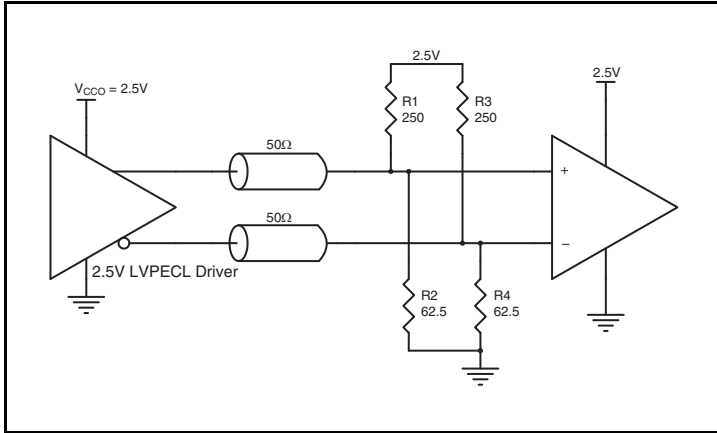 2.5V
V_CCO = 2.5V
2.5V
R1
250
R3
250
50Ω
+
50Ω
–
2.5V LVPECL Driver
R2
62.5
R4
62.5